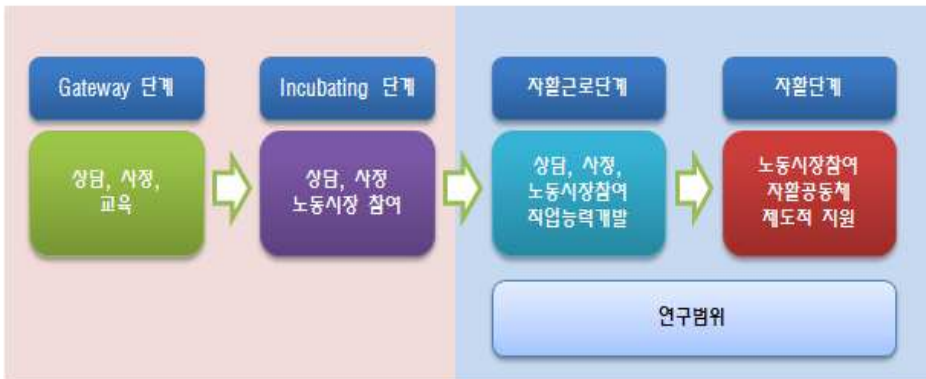 Gateway 단계
상담, 사정,
교육
Incubating 단계
상담, 사정
노동시장 참여
자활근로단계
상담, 사정,
노동시장참여
직업능력개발
자활단계
노동시장참여
자활공동체
제도적 지원
연구범위